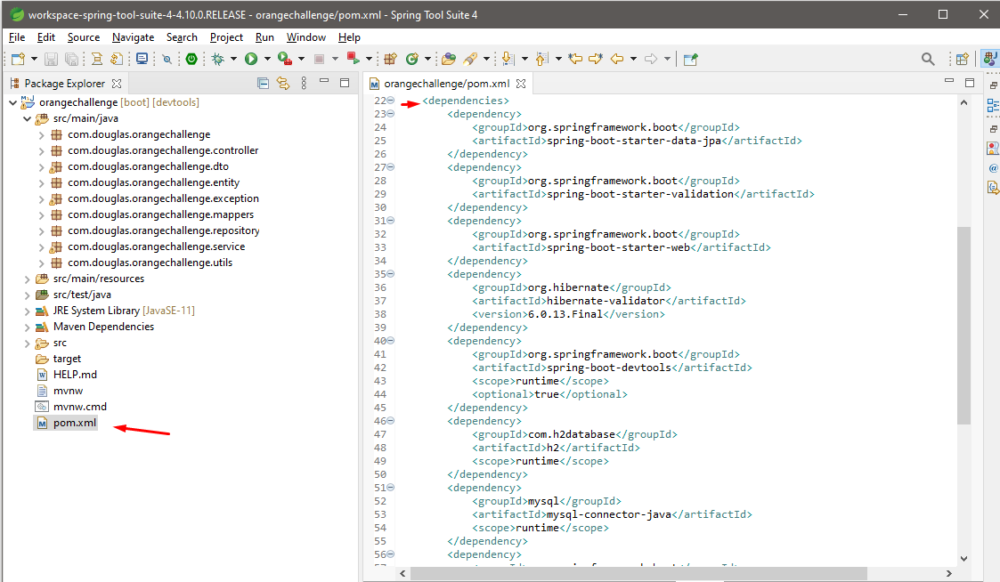 workspace-spring-tool-suite-4-4.10.0.RELEASE - orangechallenge/pom.xml - Spring Tool Suite 4
File Edit Source Navigate Search Project Run Window Help
Package Explorer
orangechallenge [boot] [devtools]
src/main/java
com.douglas.orangechallenge
com.douglas.orangechallenge.controller
com.douglas.orangechallenge.dto
com.douglas.orangechallenge.entity
com.douglas.orangechallenge.exception
com.douglas.orangechallenge.mappers
com.douglas.orangechallenge.repository
com.douglas.orangechallenge.service
com.douglas.orangechallenge.utils
src/main/resources
src/test/java
JRE System Library [JavaSE-11]
Maven Dependencies
src
target
HELP.md
mvnw
mvnw.cmd
pom.xml
orangechallenge/pom.xml
22 <dependencies>
23 <dependency>
24 <groupId>org.springframework.boot</groupId>
25 <artifactId>spring-boot-starter-data-jpa</artifactId>
26 </dependency>
27 <dependency>
28 <groupId>org.springframework.boot</groupId>
29 <artifactId>spring-boot-starter-validation</artifactId>
30 </dependency>
31 <dependency>
32 <groupId>org.springframework.boot</groupId>
33 <artifactId>spring-boot-starter-web</artifactId>
34 </dependency>
35 <dependency>
36 <groupId>org.hibernate</groupId>
37 <artifactId>hibernate-validator</artifactId>
38 <version>6.0.13.Final</version>
39 </dependency>
40 <dependency>
41 <groupId>org.springframework.boot</groupId>
42 <artifactId>spring-boot-devtools</artifactId>
43 <scope>runtime</scope>
44 <optional>true</optional>
45 </dependency>
46 <dependency>
47 <groupId>com.h2database</groupId>
48 <artifactId>h2</artifactId>
49 <scope>runtime</scope>
50 </dependency>
51 <dependency>
52 <groupId>mysql</groupId>
53 <artifactId>mysql-connector-java</artifactId>
54 <scope>runtime</scope>
55 </dependency>
56 <dependency>